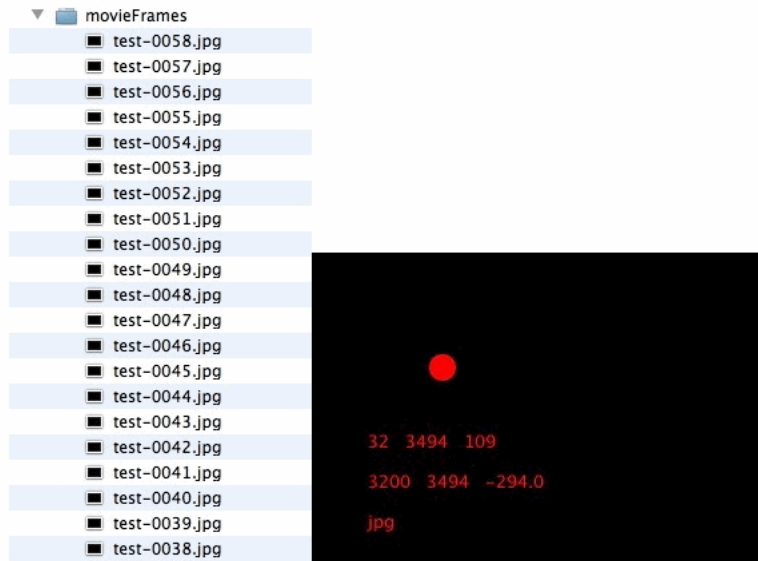 movieFrames
test-0058.jpg
test-0057.jpg
test-0056.jpg
test-0055.jpg
test-0054.jpg
test-0053.jpg
test-0052.jpg
test-0051.jpg
test-0050.jpg
test-0049.jpg
test-0048.jpg
test-0047.jpg
test-0046.jpg
test-0045.jpg
test-0044.jpg
test-0043.jpg
test-0042.jpg
test-0041.jpg
test-0040.jpg
test-0039.jpg
test-0038.jpg
32 3494 109
3200 3494 -294.0
jpg